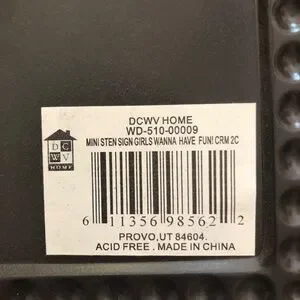 DCWV HOME
WD-510-00009
MINI STEN SIGN GIRLS WANNA HAVE FUN! CRM 2C
D C
W V
HOME
6 11356 98562 2
PROVO,UT 84604.
ACID FREE . MADE IN CHINA